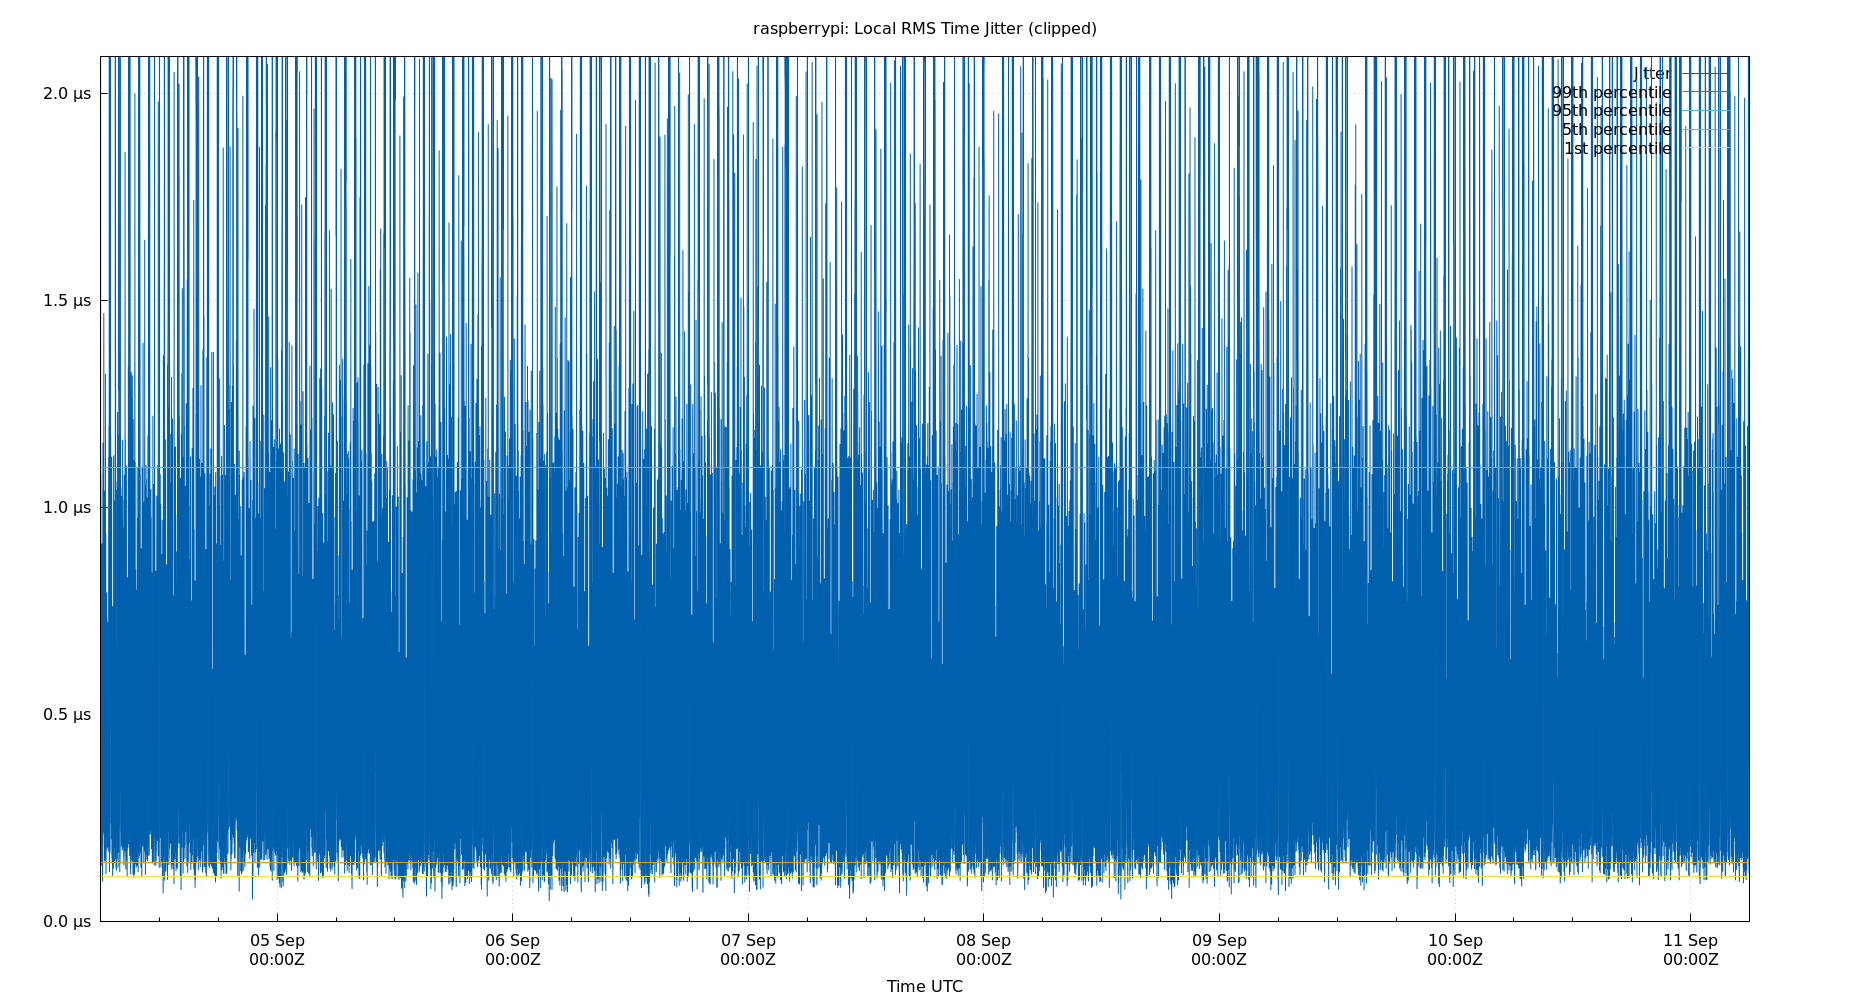 raspberrypi: Local RMS Time Jitter (clipped)
2.0 µs
1.5 µs
1.0 µs
0.5 µs
0.0 µs
Jitter
99th percentile
95th percentile
5th percentile
1st percentile
05 Sep 06 Sep 07 Sep 08 Sep 09 Sep 10 Sep 11 Sep
00:00Z 00:00Z 00:00Z 00:00Z 00:00Z 00:00Z 00:00Z
Time UTC